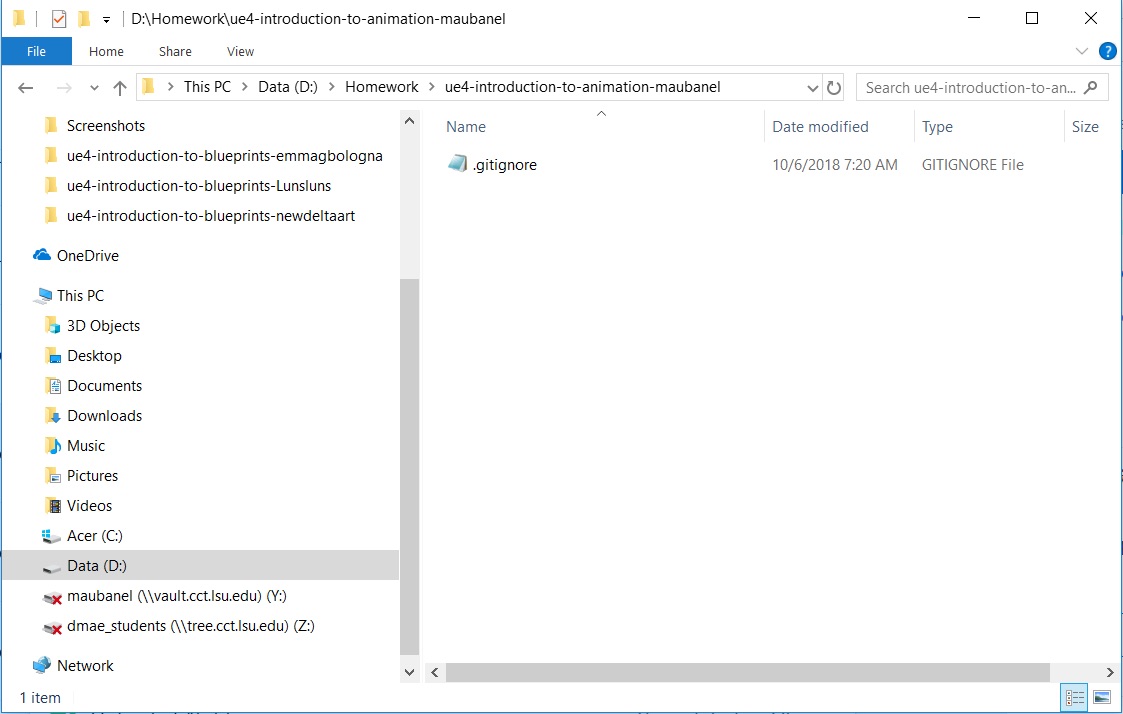 D:\Homework\ue4-introduction-to-animation-maubanel
File Home Share View
This PC Data (D:) Homework ue4-introduction-to-animation-maubanel Search ue4-introduction-to-an...
Name Date modified Type Size
.gitignore 10/6/2018 7:20 AM GITIGNORE File
Screenshots
ue4-introduction-to-blueprints-emmagbologna
ue4-introduction-to-blueprints-Lunsluns
ue4-introduction-to-blueprints-newdeltaart
OneDrive
This PC
3D Objects
Desktop
Documents
Downloads
Music
Pictures
Videos
Acer (C:)
Data (D:)
maubanel (\\vault.cct.lsu.edu) (Y:)
dmae_students (\\tree.cct.lsu.edu) (Z:)
Network
1 item